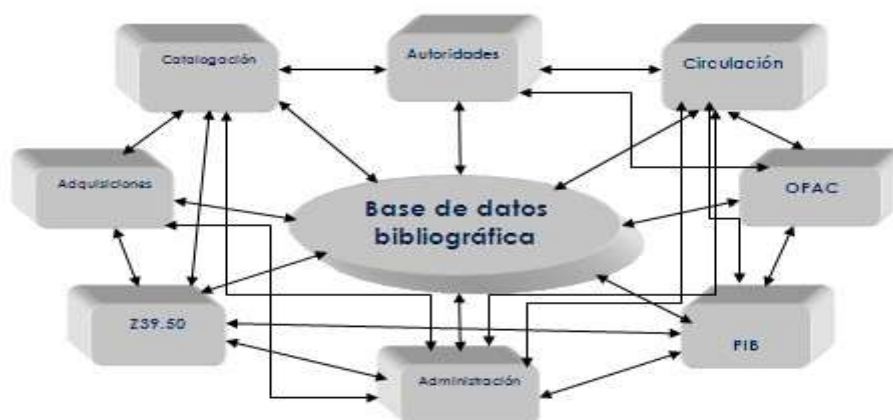 Catalogación
Autoridades
Circulación
Adquisiciones
OPAC
Base de datos
bibliográfica
Z39.50
PIB
Administración